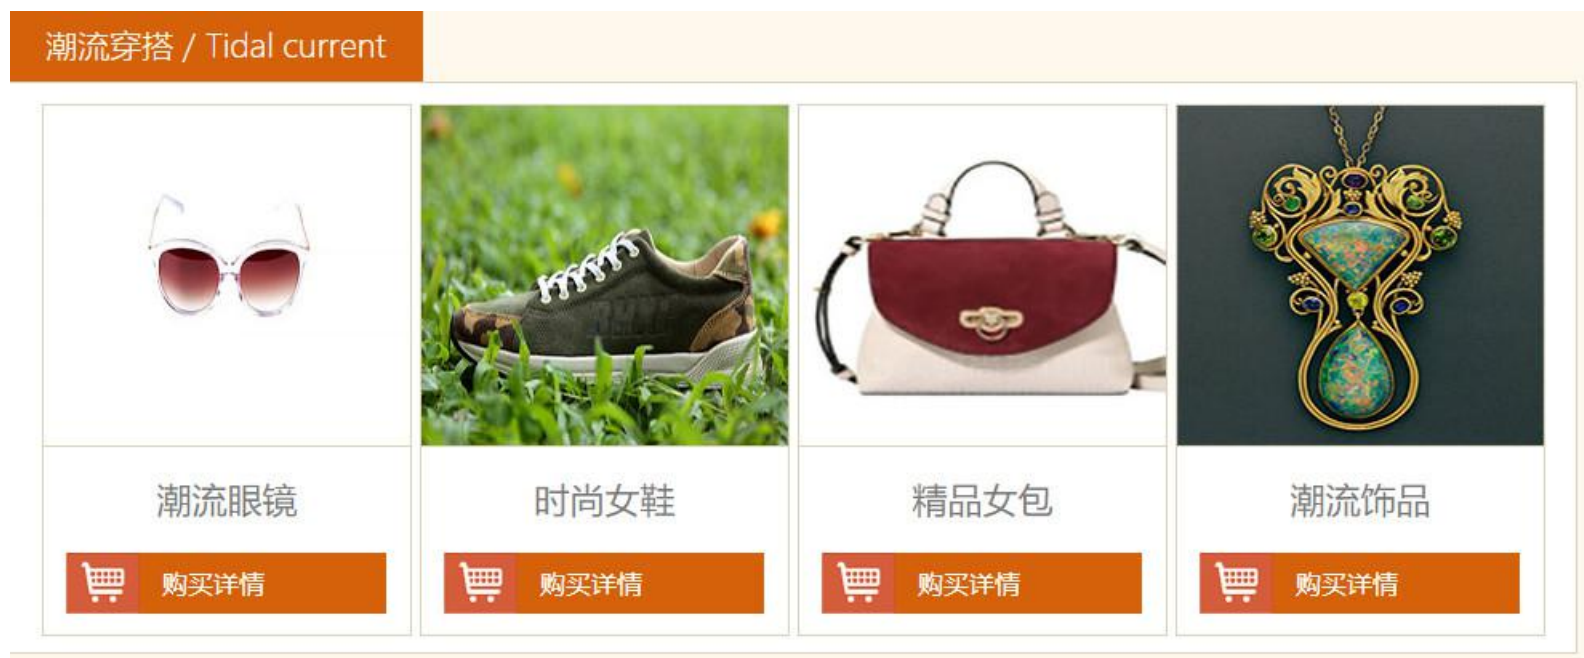 潮流穿搭 / Tidal current
潮流眼镜
时尚女鞋
精品女包
潮流饰品
购买详情
购买详情
购买详情
购买详情